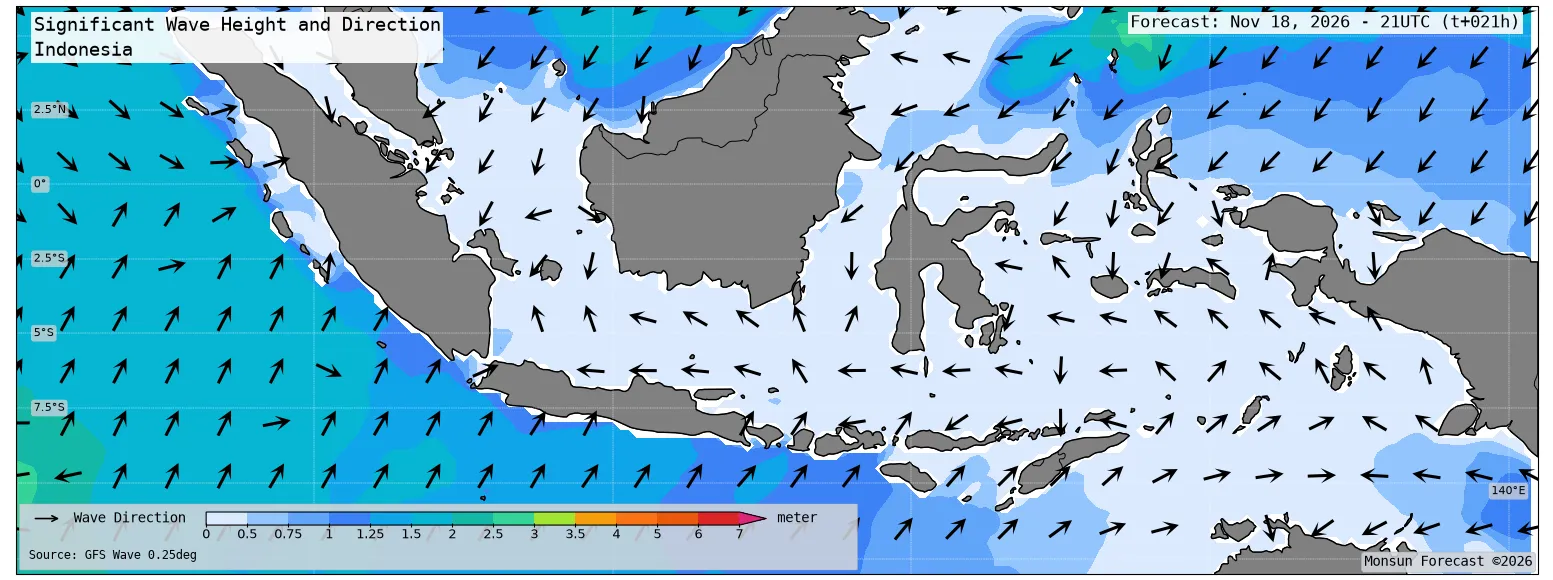 Significant Wave Height and Direction
Indonesia
Forecast: Nov 18, 2026 - 21UTC (t+021h)
2.5°N
0°
2.5°S
5°S
7.5°S
140°E
Wave Direction
0 0.5 0.75 1 1.25 1.5 2 2.5 3 3.5 4 5 6 7
meter
Source: GFS Wave 0.25deg
Monsun Forecast ©2026